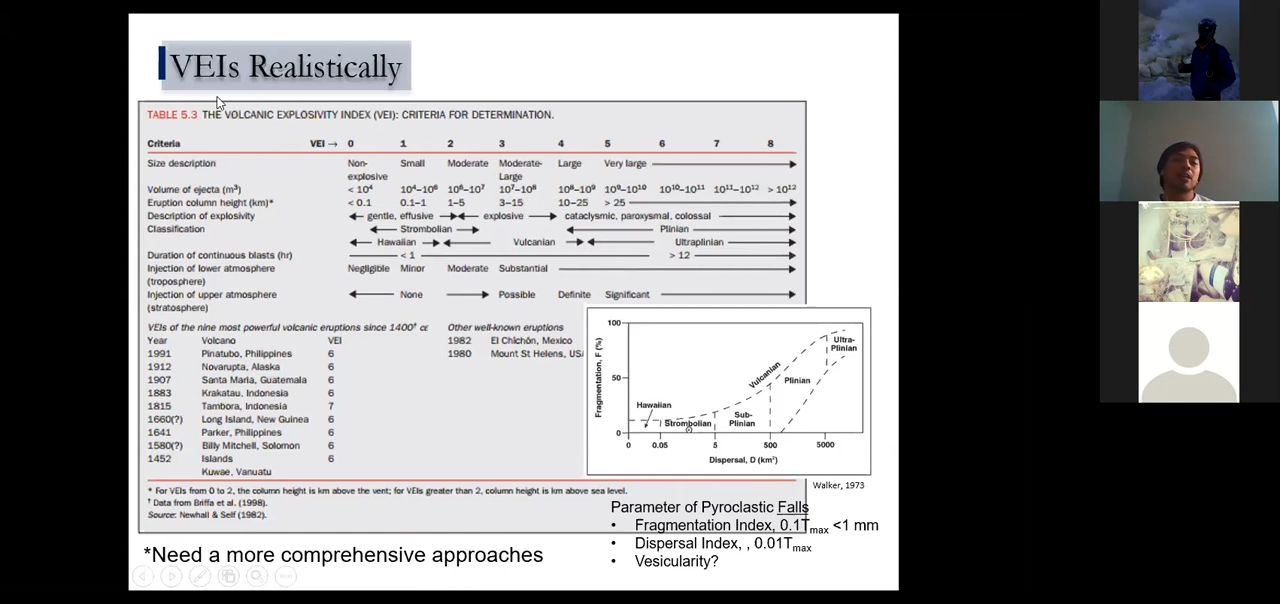 VEIs Realistically
TABLE 5.3 THE VOLCANIC EXPLOSIVITY INDEX (VEI): CRITERIA FOR DETERMINATION.
Criteria VEI → 0 1 2 3 4 5 6 7 8
Size description Non-explosive Small Moderate Moderate-Large Large Very large
Volume of ejecta (m³) < 10⁴ 10⁴–10⁶ 10⁶–10⁷ 10⁷–10⁸ 10⁸–10⁹ 10⁹–10¹⁰ 10¹⁰–10¹¹ 10¹¹–10¹² > 10¹²
Eruption column height (km)* < 0.1 0.1–1 1–5 3–15 10–25 > 25
Description of explosivity gentle, effusive explosive cataclysmic, paroxysmal, colossal
Classification Strombolian Plinian
Hawaiian Vulcanian Ultraplinian
Duration of continuous blasts (hr) < 1 > 12
Injection of lower atmosphere Negligible Minor Moderate Substantial
(troposphere)
Injection of upper atmosphere None Possible Definite Significant
(stratosphere)
VEIs of the nine most powerful volcanic eruptions since 1400† ce
Year Volcano VEI
1991 Pinatubo, Philippines 6
1912 Novarupta, Alaska 6
1907 Santa Maria, Guatemala 6
1883 Krakatau, Indonesia 6
1815 Tambora, Indonesia 7
1660(?) Long Island, New Guinea 6
1641 Parker, Philippines 6
1580(?) Billy Mitchell, Solomon 6
1452 Islands 6
Kuwae, Vanuatu
Other well-known eruptions
1982 El Chichón, Mexico
1980 Mount St Helens, USA
* For VEIs from 0 to 2, the column height is km above the vent; for VEIs greater than 2, column height is km above sea level.
† Data from Briffa et al. (1998).
Source: Newhall & Self (1982).
Fragmentation, F (%)
100
50
0
Hawaiian
Strombolian
Sub-
Plinian
Vulcanian
Plinian
Ultra-
Plinian
0 0.05 5 500 5000
Dispersal, D (km²)
Walker, 1973
Parameter of Pyroclastic Falls
• Fragmentation Index, 0.1Tmax <1 mm
• Dispersal Index, , 0.01Tmax
• Vesicularity?
*Need a more comprehensive approaches